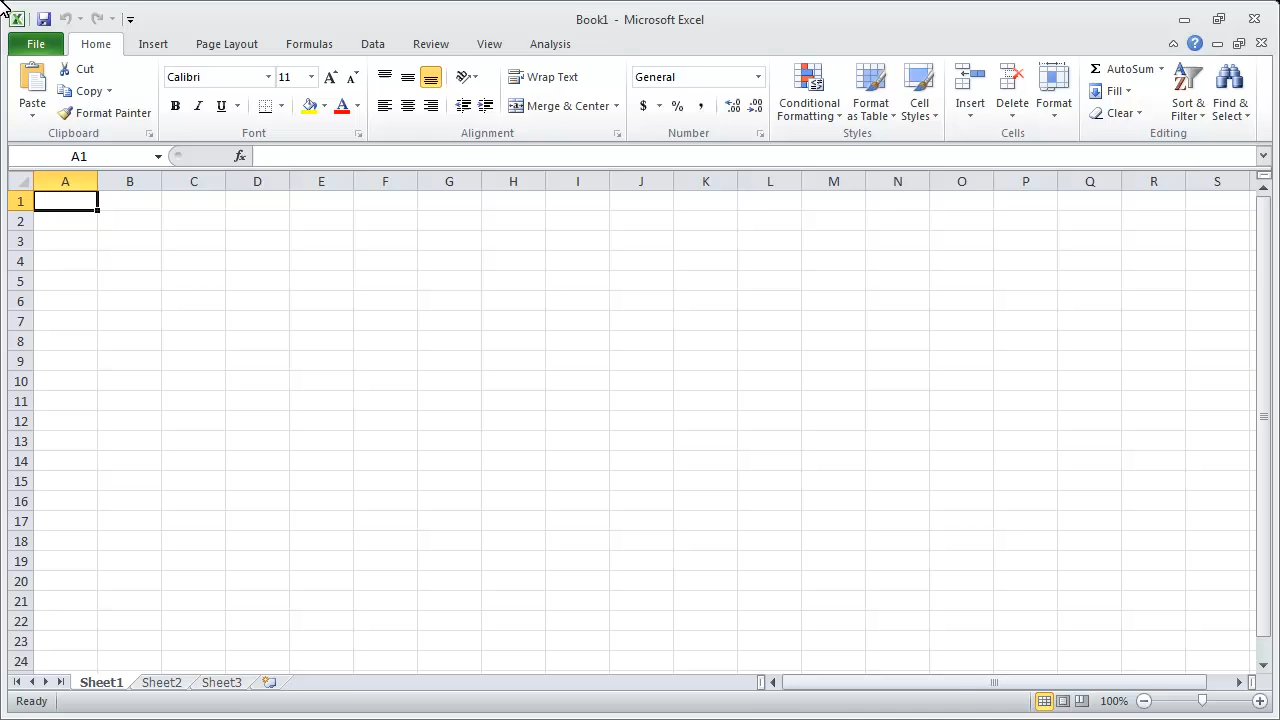 Book1 - Microsoft Excel
File Home Insert Page Layout Formulas Data Review View Analysis
Paste
Cut
Copy
Format Painter
Clipboard
Calibri 11
B I U
Font
Wrap Text
Merge & Center
Alignment
General
$ % ,
Number
Conditional
Formatting
Format
as Table
Cell
Styles
Styles
Insert
Delete
Format
Cells
Σ AutoSum
Fill
Clear
Sort &
Filter
Find &
Select
Editing
A1 fx
A B C D E F G H I J K L M N O P Q R S
1
2
3
4
5
6
7
8
9
10
11
12
13
14
15
16
17
18
19
20
21
22
23
24
Sheet1 Sheet2 Sheet3
Ready 100%